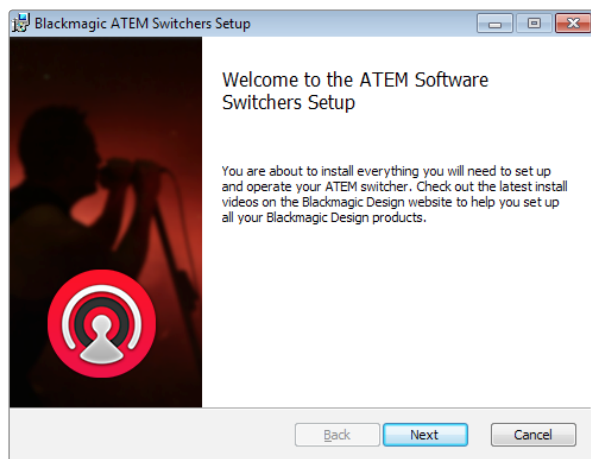 Blackmagic ATEM Switchers Setup
Welcome to the ATEM Software
Switchers Setup
You are about to install everything you will need to set up
and operate your ATEM switcher. Check out the latest install
videos on the Blackmagic Design website to help you set up
all your Blackmagic Design products.
Back
Next
Cancel